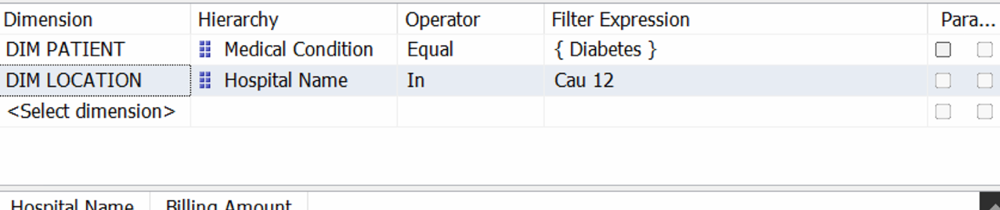 Dimension Hierarchy Operator Filter Expression Para...
DIM PATIENT Medical Condition Equal { Diabetes }
DIM LOCATION Hospital Name In Cau 12
<Select dimension>
Hospital Name Billing Amount